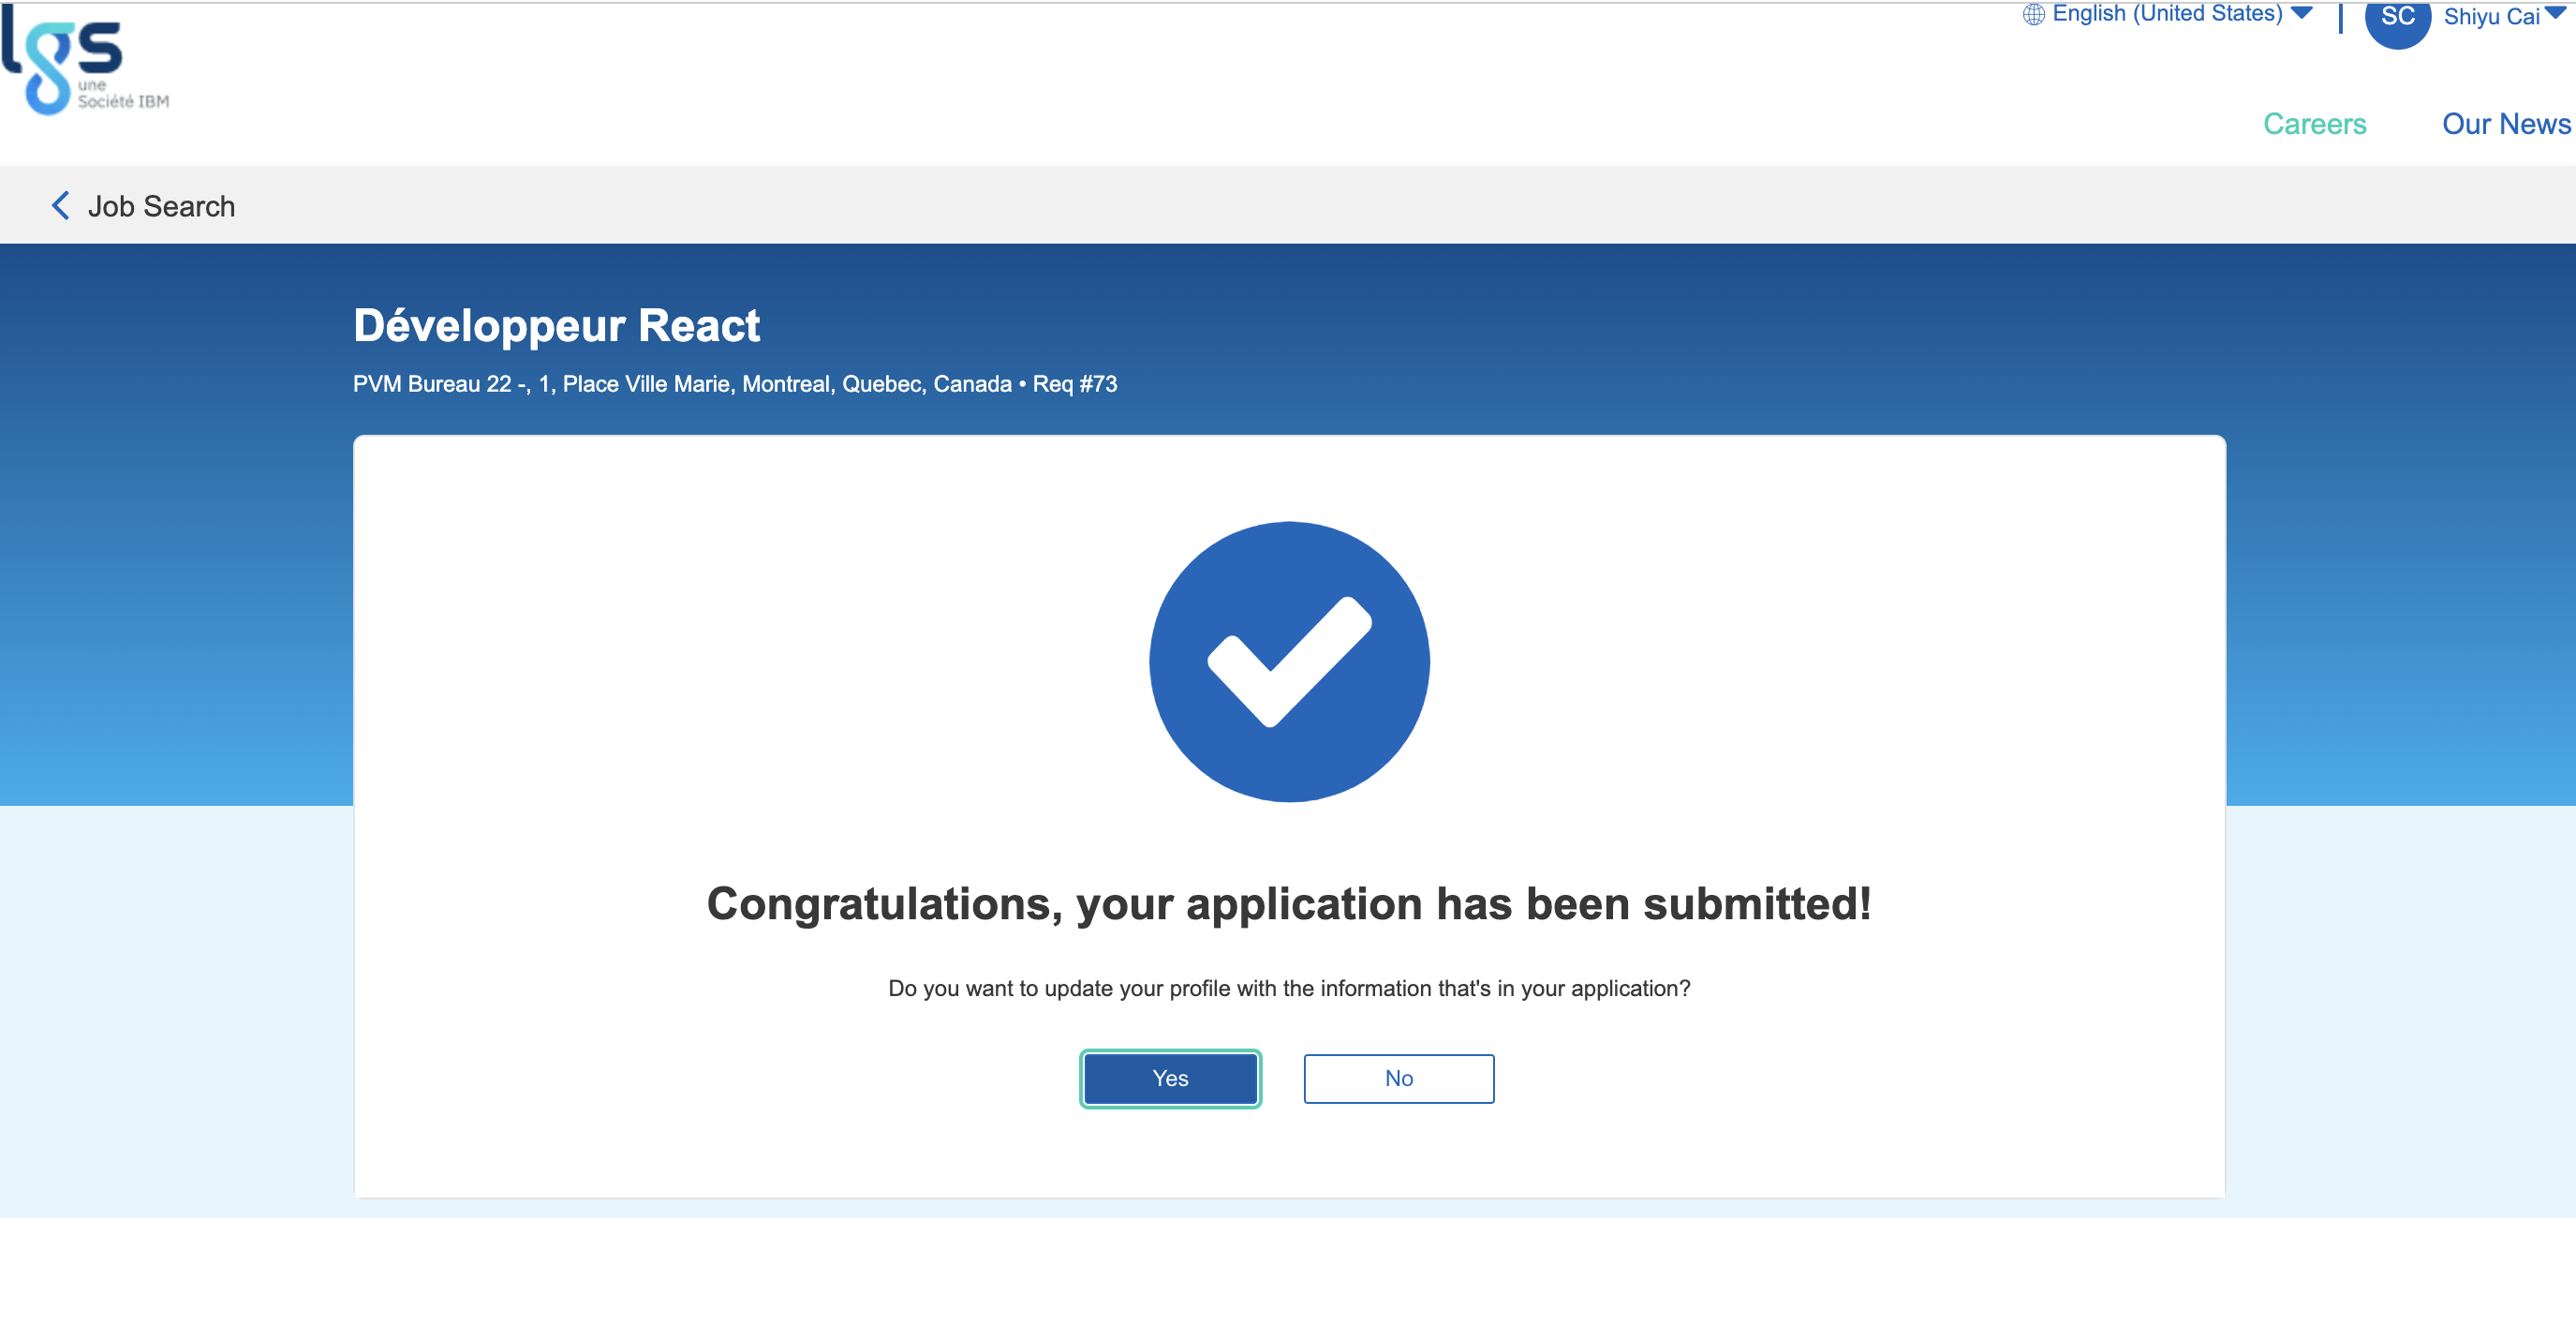 lgs
une
Société IBM
English (United States)
SC
Shiyu Cai
Careers
Our News
Job Search
Développeur React
PVM Bureau 22 -, 1, Place Ville Marie, Montreal, Quebec, Canada • Req #73
Congratulations, your application has been submitted!
Do you want to update your profile with the information that's in your application?
Yes
No